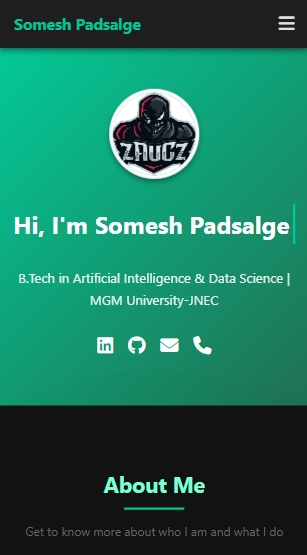 Somesh Padsalge
ZAUCZ
Hi, I'm Somesh Padsalge
B.Tech in Artificial Intelligence & Data Science |
MGM University-JNEC
About Me
Get to know more about who I am and what I do